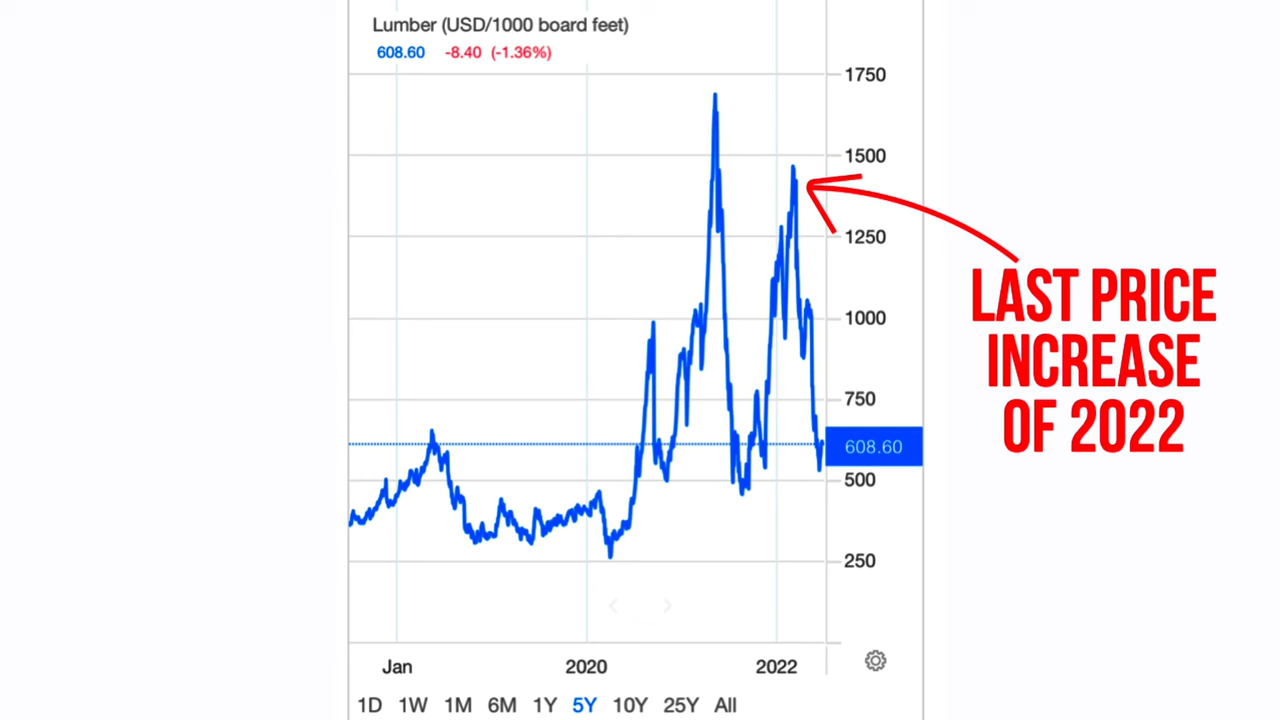 Lumber (USD/1000 board feet)
608.60 -8.40 (-1.36%)
1750
1500
1250
1000
750
608.60
500
250
LAST PRICE
INCREASE
OF 2022
Jan 2020 2022
1D 1W 1M 6M 1Y 5Y 10Y 25Y All